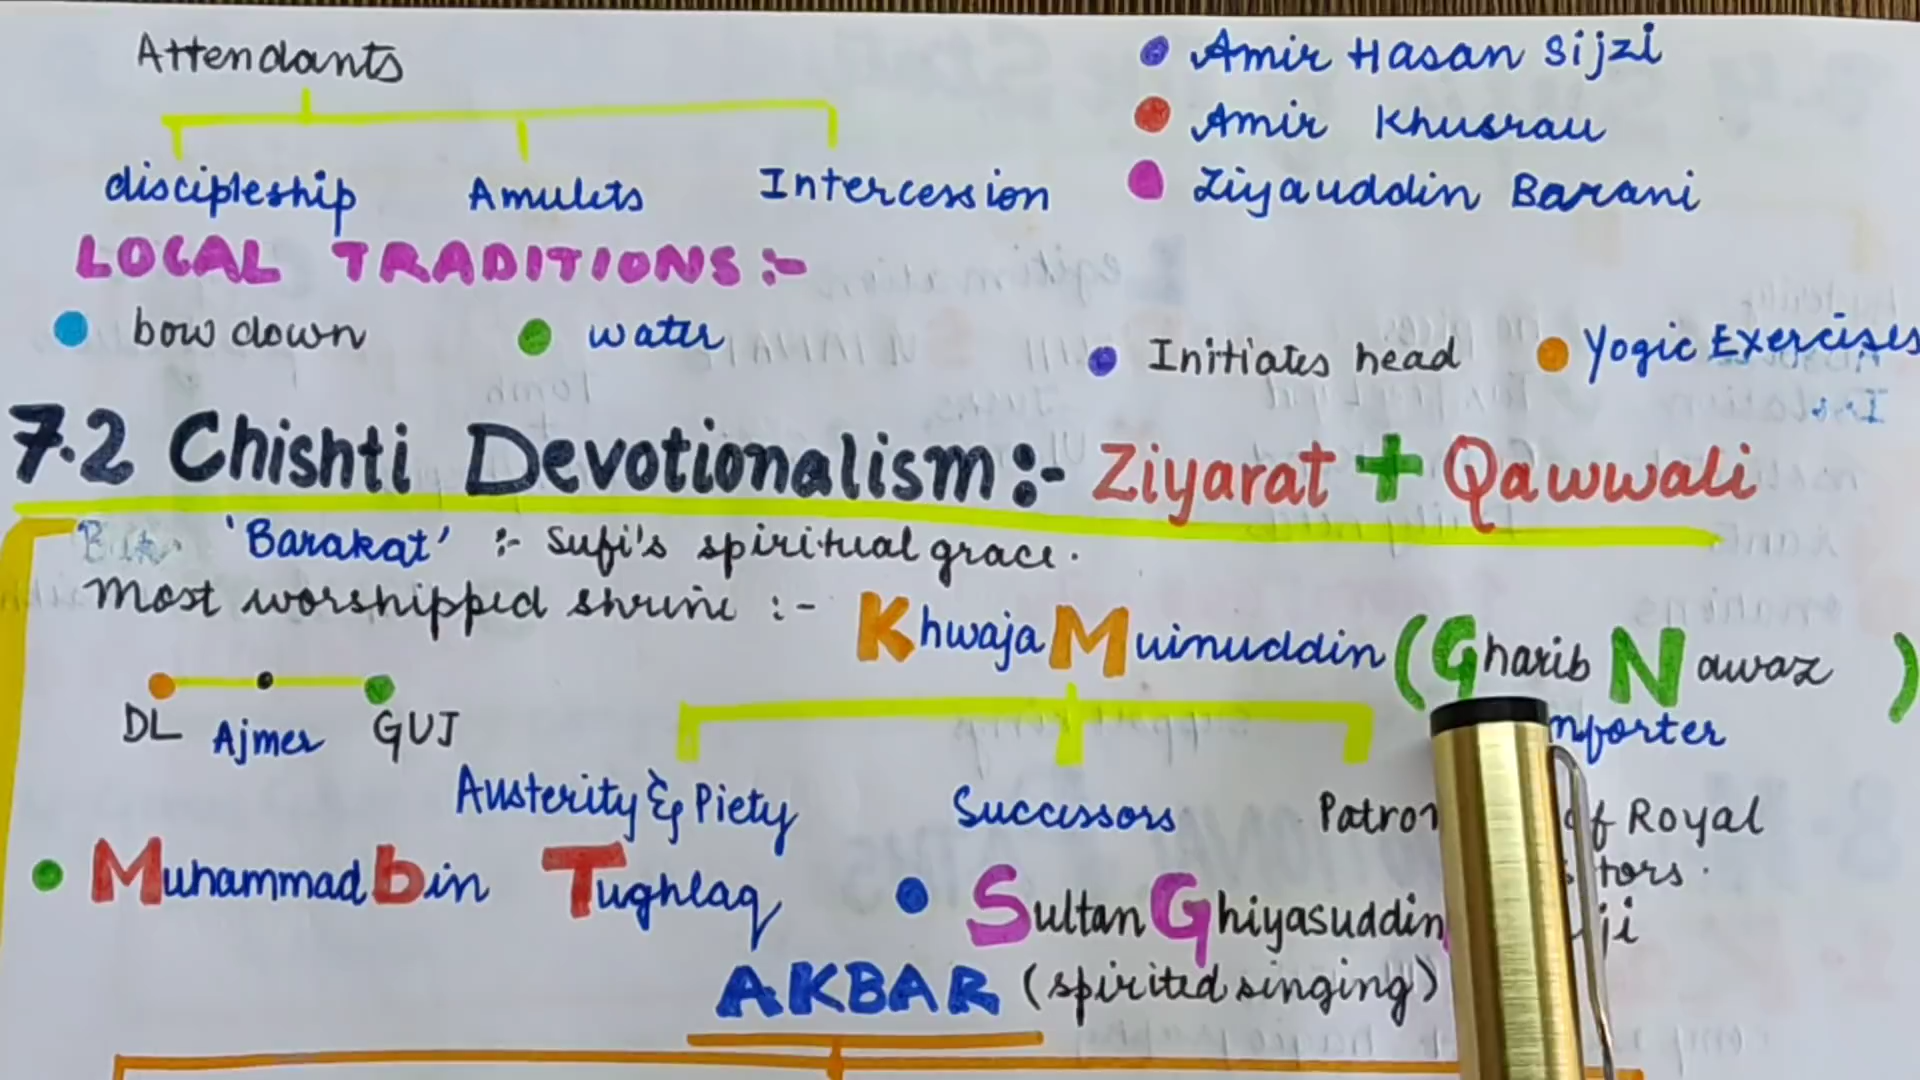 Attendants
discipleship Amulets Intercession
Amir Hasan Sijzi
Amir Khusrau
Ziyauddin Barani
LOCAL TRADITIONS:-
bow down water Initiates head Yogic Exercises
7.2 Chishti Devotionalism:- Ziyarat + Qawwali
'Barakat' :- Sufi's spiritual grace.
Most worshipped shrine :- Khwaja Muinuddin (Gharib Nawaz)
DL Ajmer GUJ
Austerity & Piety Successors of Royal
Muhammad bin Tughlaq Sultan Ghiyasuddin
AKBAR (spirited singing)